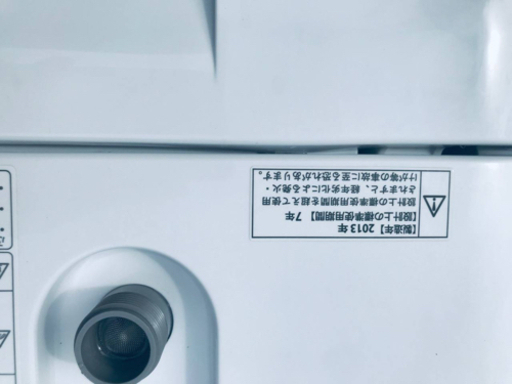 【製造年】2013年
【設計上の標準使用期間】7年
設計上の標準使用期間を超えて使用
されますと、経年劣化による発火・
けが等の事故に至る恐れがあります。